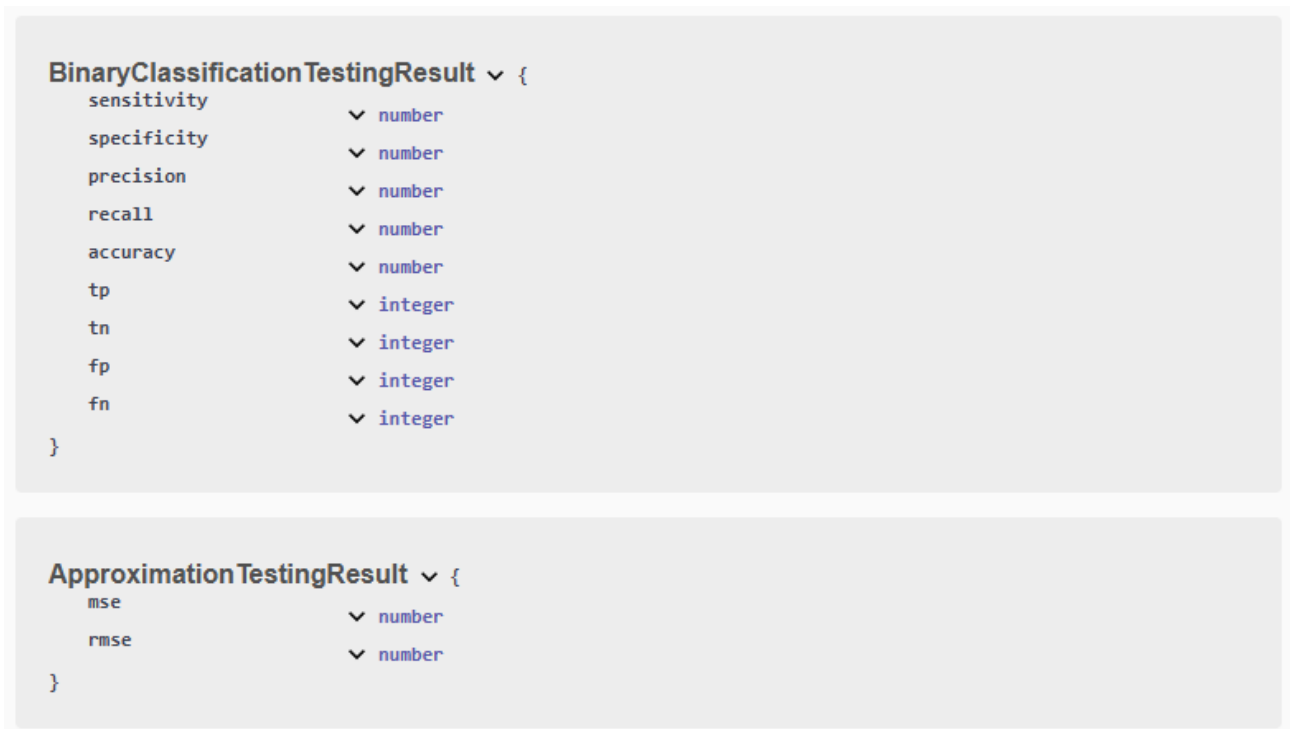 BinaryClassificationTestingResult {
sensitivity number
specificity number
precision number
recall number
accuracy number
tp integer
tn integer
fp integer
fn integer
}
ApproximationTestingResult {
mse number
rmse number
}